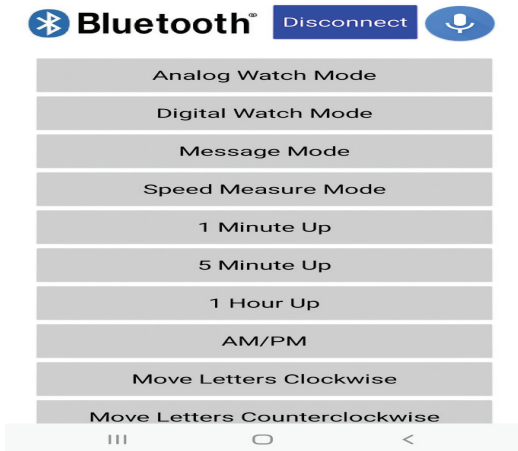 Bluetooth® Disconnect
Analog Watch Mode
Digital Watch Mode
Message Mode
Speed Measure Mode
1 Minute Up
5 Minute Up
1 Hour Up
AM/PM
Move Letters Clockwise
Move Letters Counterclockwise